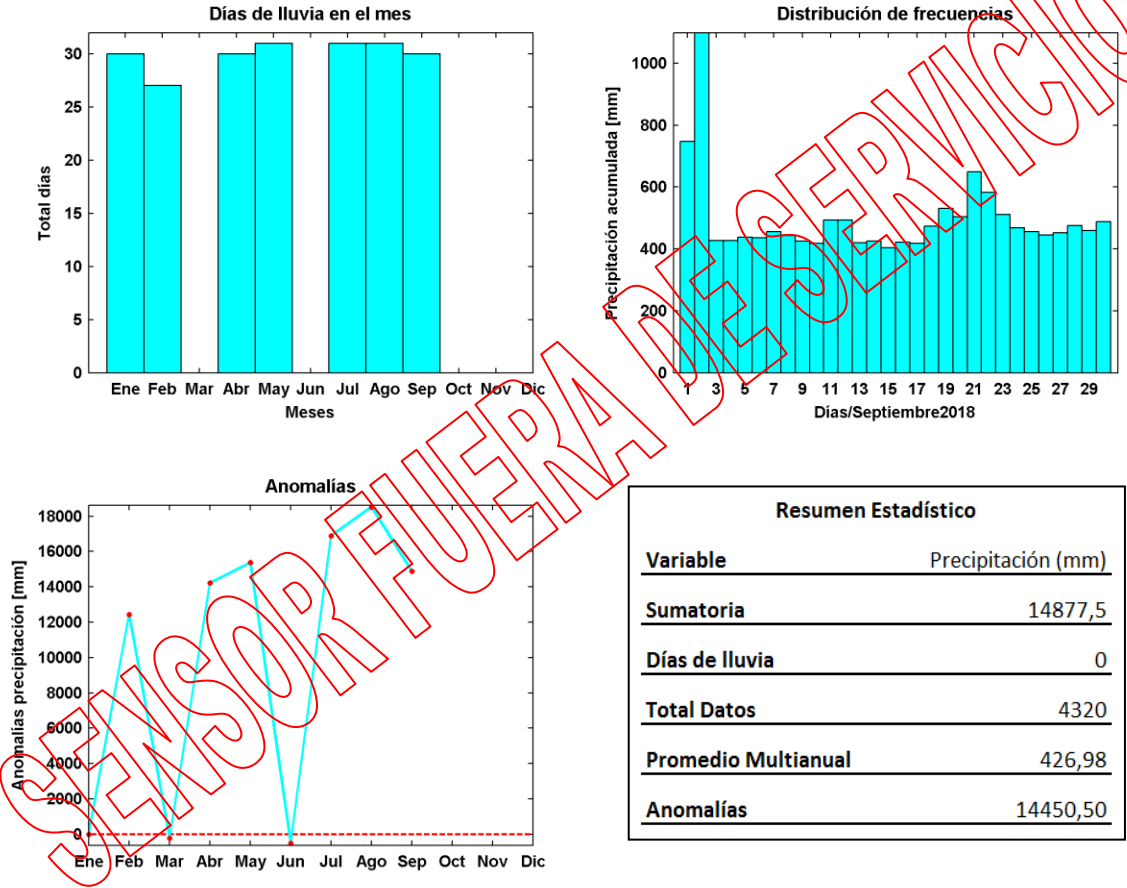 Días de lluvia en el mes
30
25
20
15
10
5
0
Total días
Ene Feb Mar Abr May Jun Jul Ago Sep Oct Nov Dic
Meses
Distribución de frecuencias
1000
800
600
400
200
0
Precipitación acumulada [mm]
1 3 5 7 9 11 13 15 17 19 21 23 25 27 29
Días/Septiembre2018
Anomalías
18000
16000
14000
12000
10000
8000
6000
4000
2000
0
Anomalías precipitación [mm]
Ene Feb Mar Abr May Jun Jul Ago Sep Oct Nov Dic
Resumen Estadístico
Variable Precipitación (mm)
Sumatoria 14877,5
Días de lluvia 0
Total Datos 4320
Promedio Multianual 426,98
Anomalías 14450,50
SENSOR FUERA DE SERVICIO